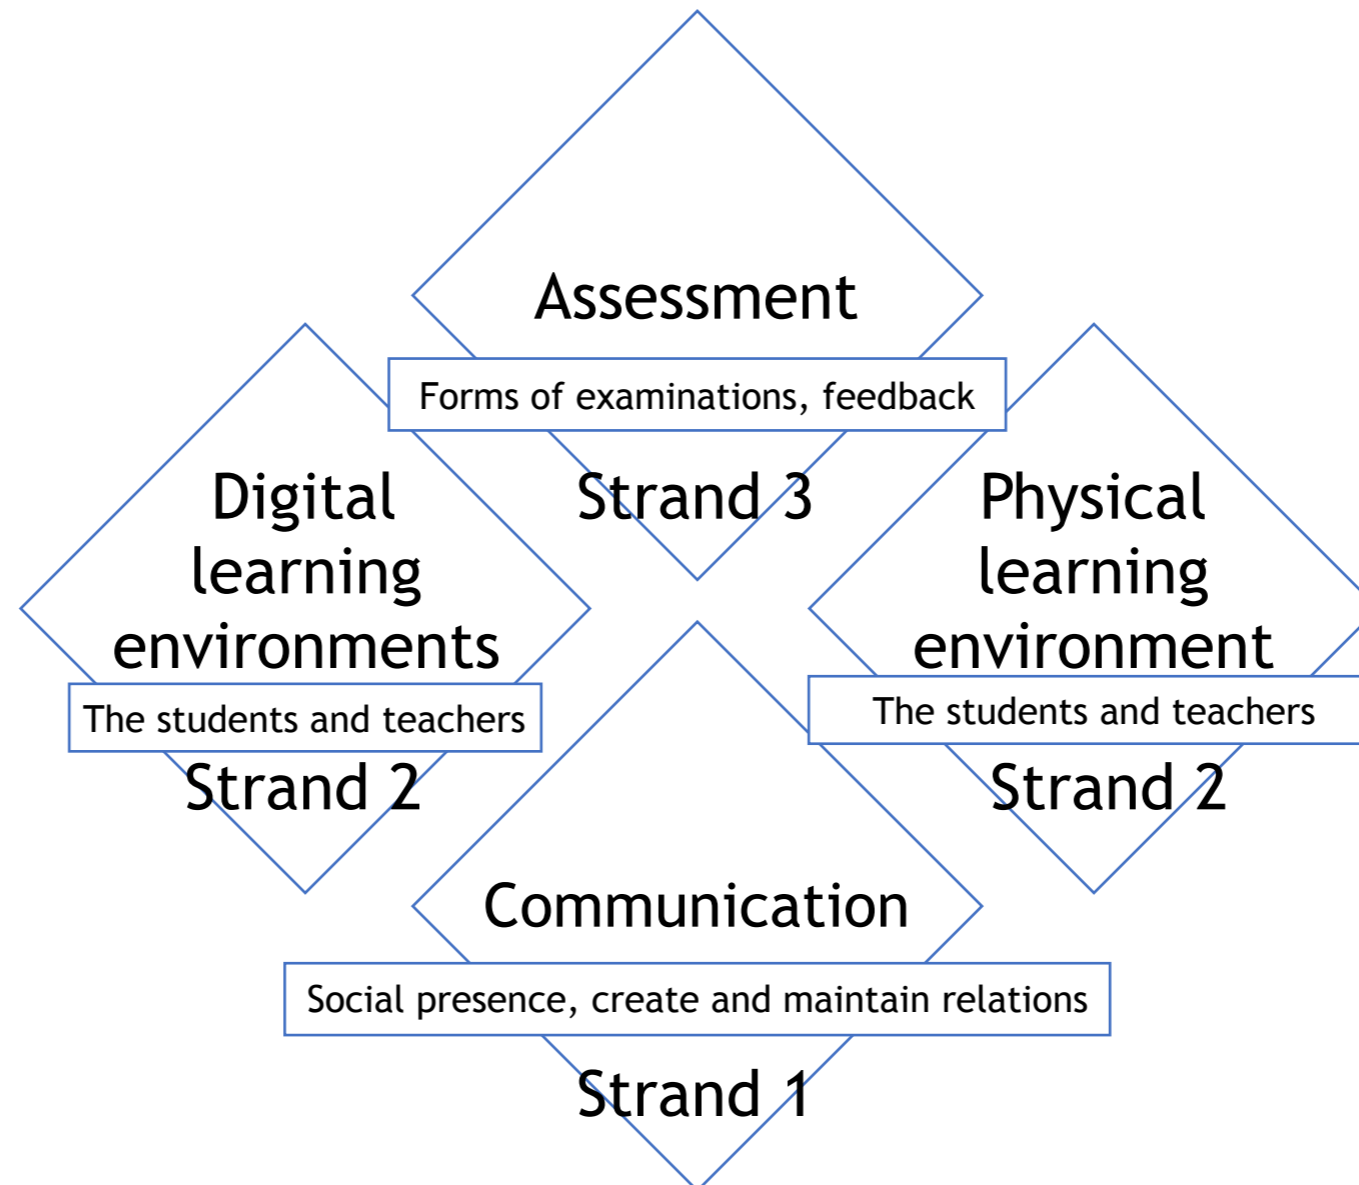 Assessment
Forms of examinations, feedback
Strand 3
Digital
learning
environments
The students and teachers
Strand 2
Physical
learning
environment
The students and teachers
Strand 2
Communication
Social presence, create and maintain relations
Strand 1